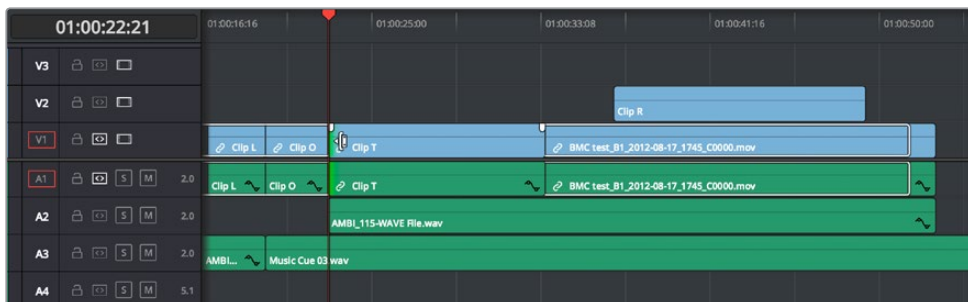 01:00:22:21 01:00:16:16 01:00:25:00 01:00:33:08 01:00:41:16 01:00:50:00
V3
V2 Clip R
V1 Clip L Clip O Clip T BMC test_B1_2012-08-17_1745_C0000.mov
A1 S M 2.0 Clip L Clip O Clip T BMC test_B1_2012-08-17_1745_C0000.mov
A2 S M 2.0 AMBI_115-WAVE File.wav
A3 S M 2.0 AMBI... Music Cue 03.wav
A4 S M 5.1